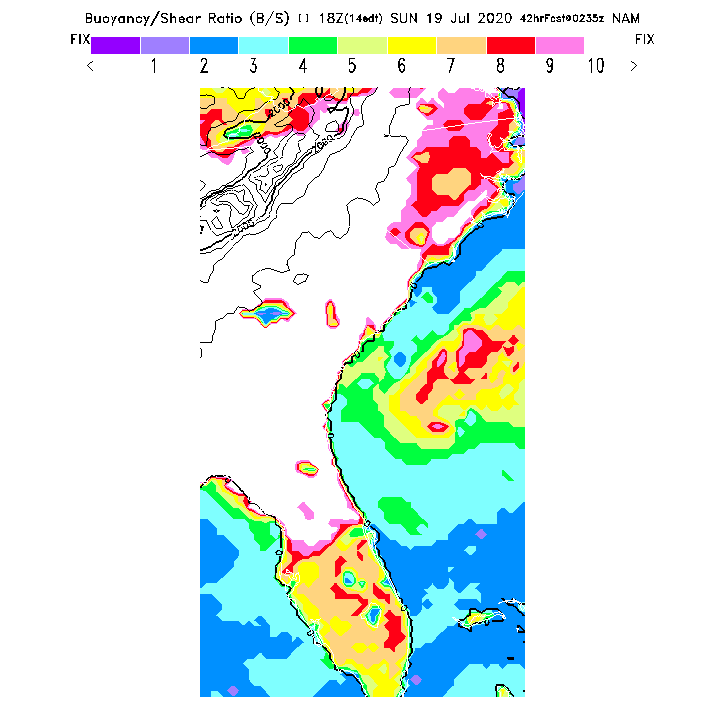 Buoyancy/Shear Ratio (B/S) [] 18Z(14edt) SUN 19 Jul 2020 42hrFcst@0235z NAM
FIX FIX
< 1 2 3 4 5 6 7 8 9 10 >